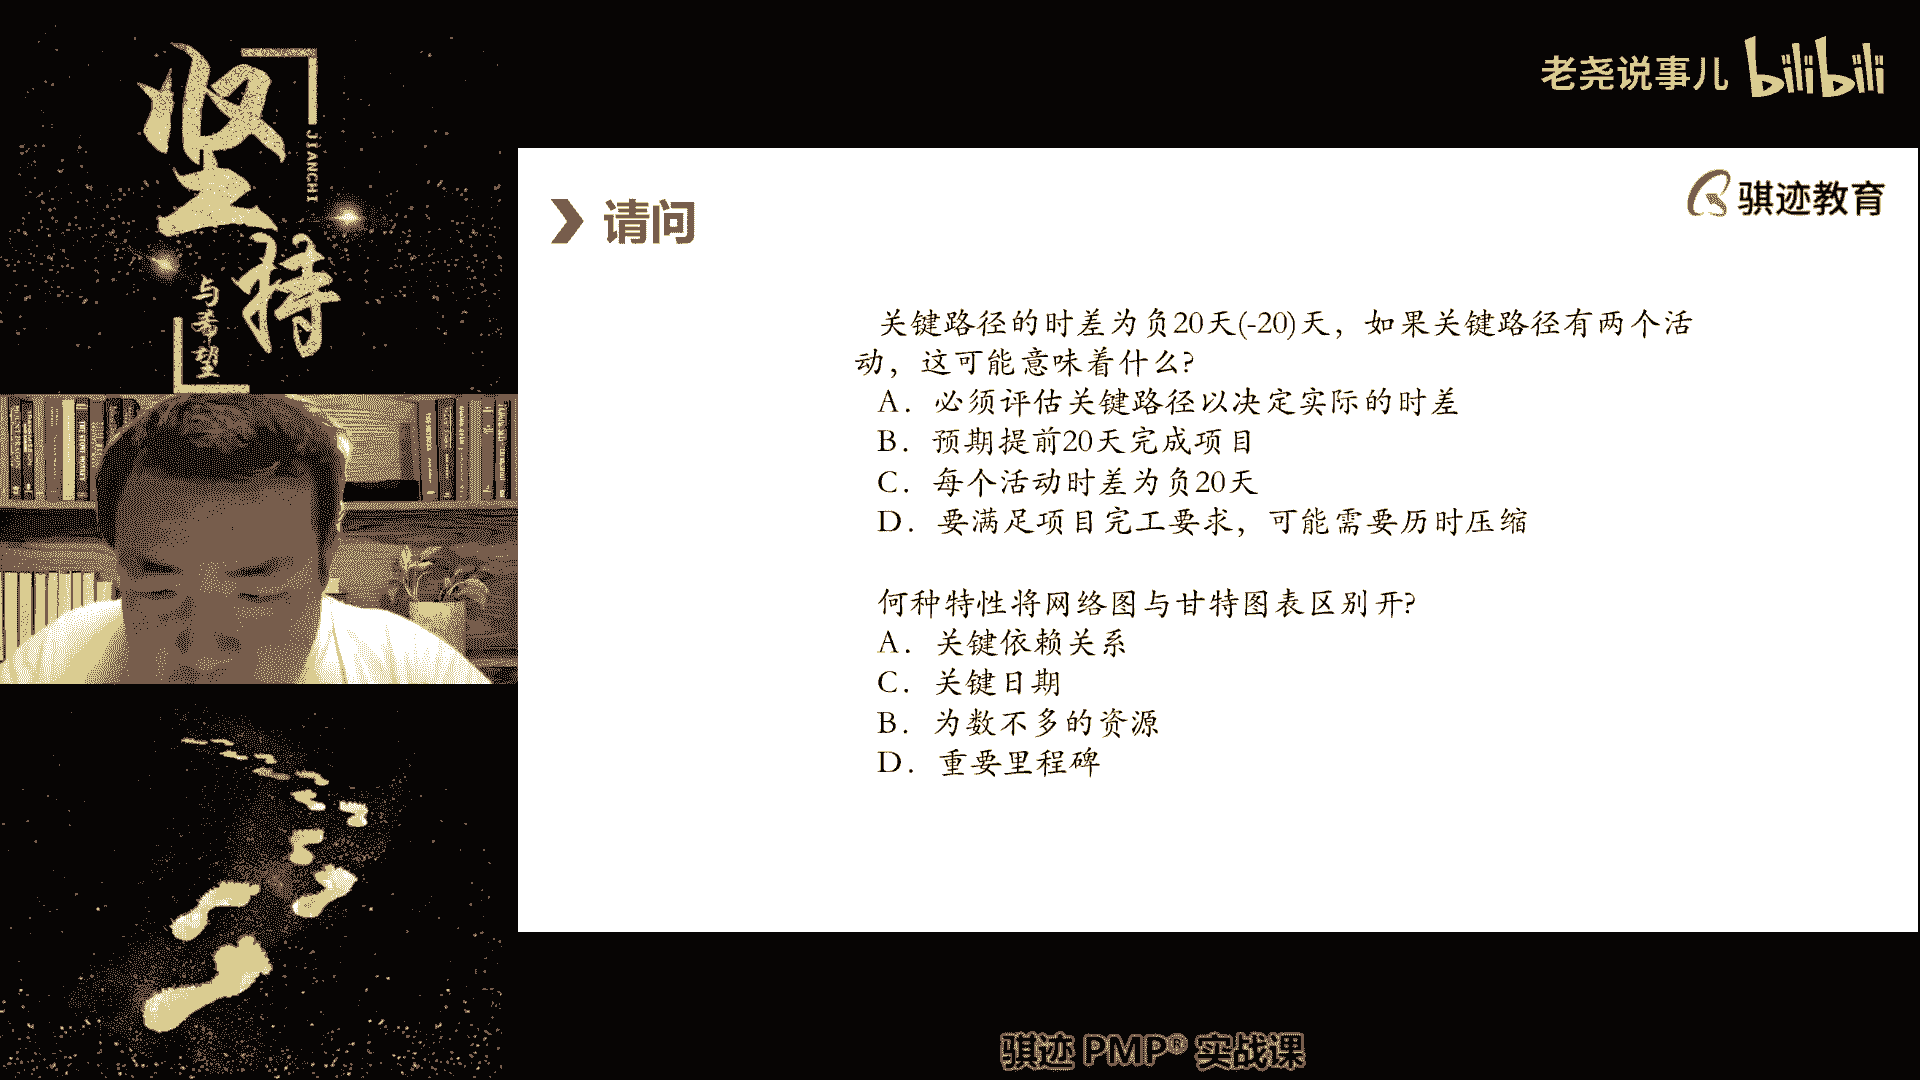 坚持
JIANCHI
与希望
老尧说事儿 bilibili
骐迹教育
请问
关键路径的时差为负20天(-20)天，如果关键路径有两个活
动，这可能意味着什么?
A. 必须评估关键路径以决定实际的时差
B. 预期提前20天完成项目
C. 每个活动时差为负20天
D. 要满足项目完工要求，可能需要历时压缩
何种特性将网络图与甘特图表区别开?
A. 关键依赖关系
C. 关键日期
B. 为数不多的资源
D. 重要里程碑
骐迹 PMP® 实战课